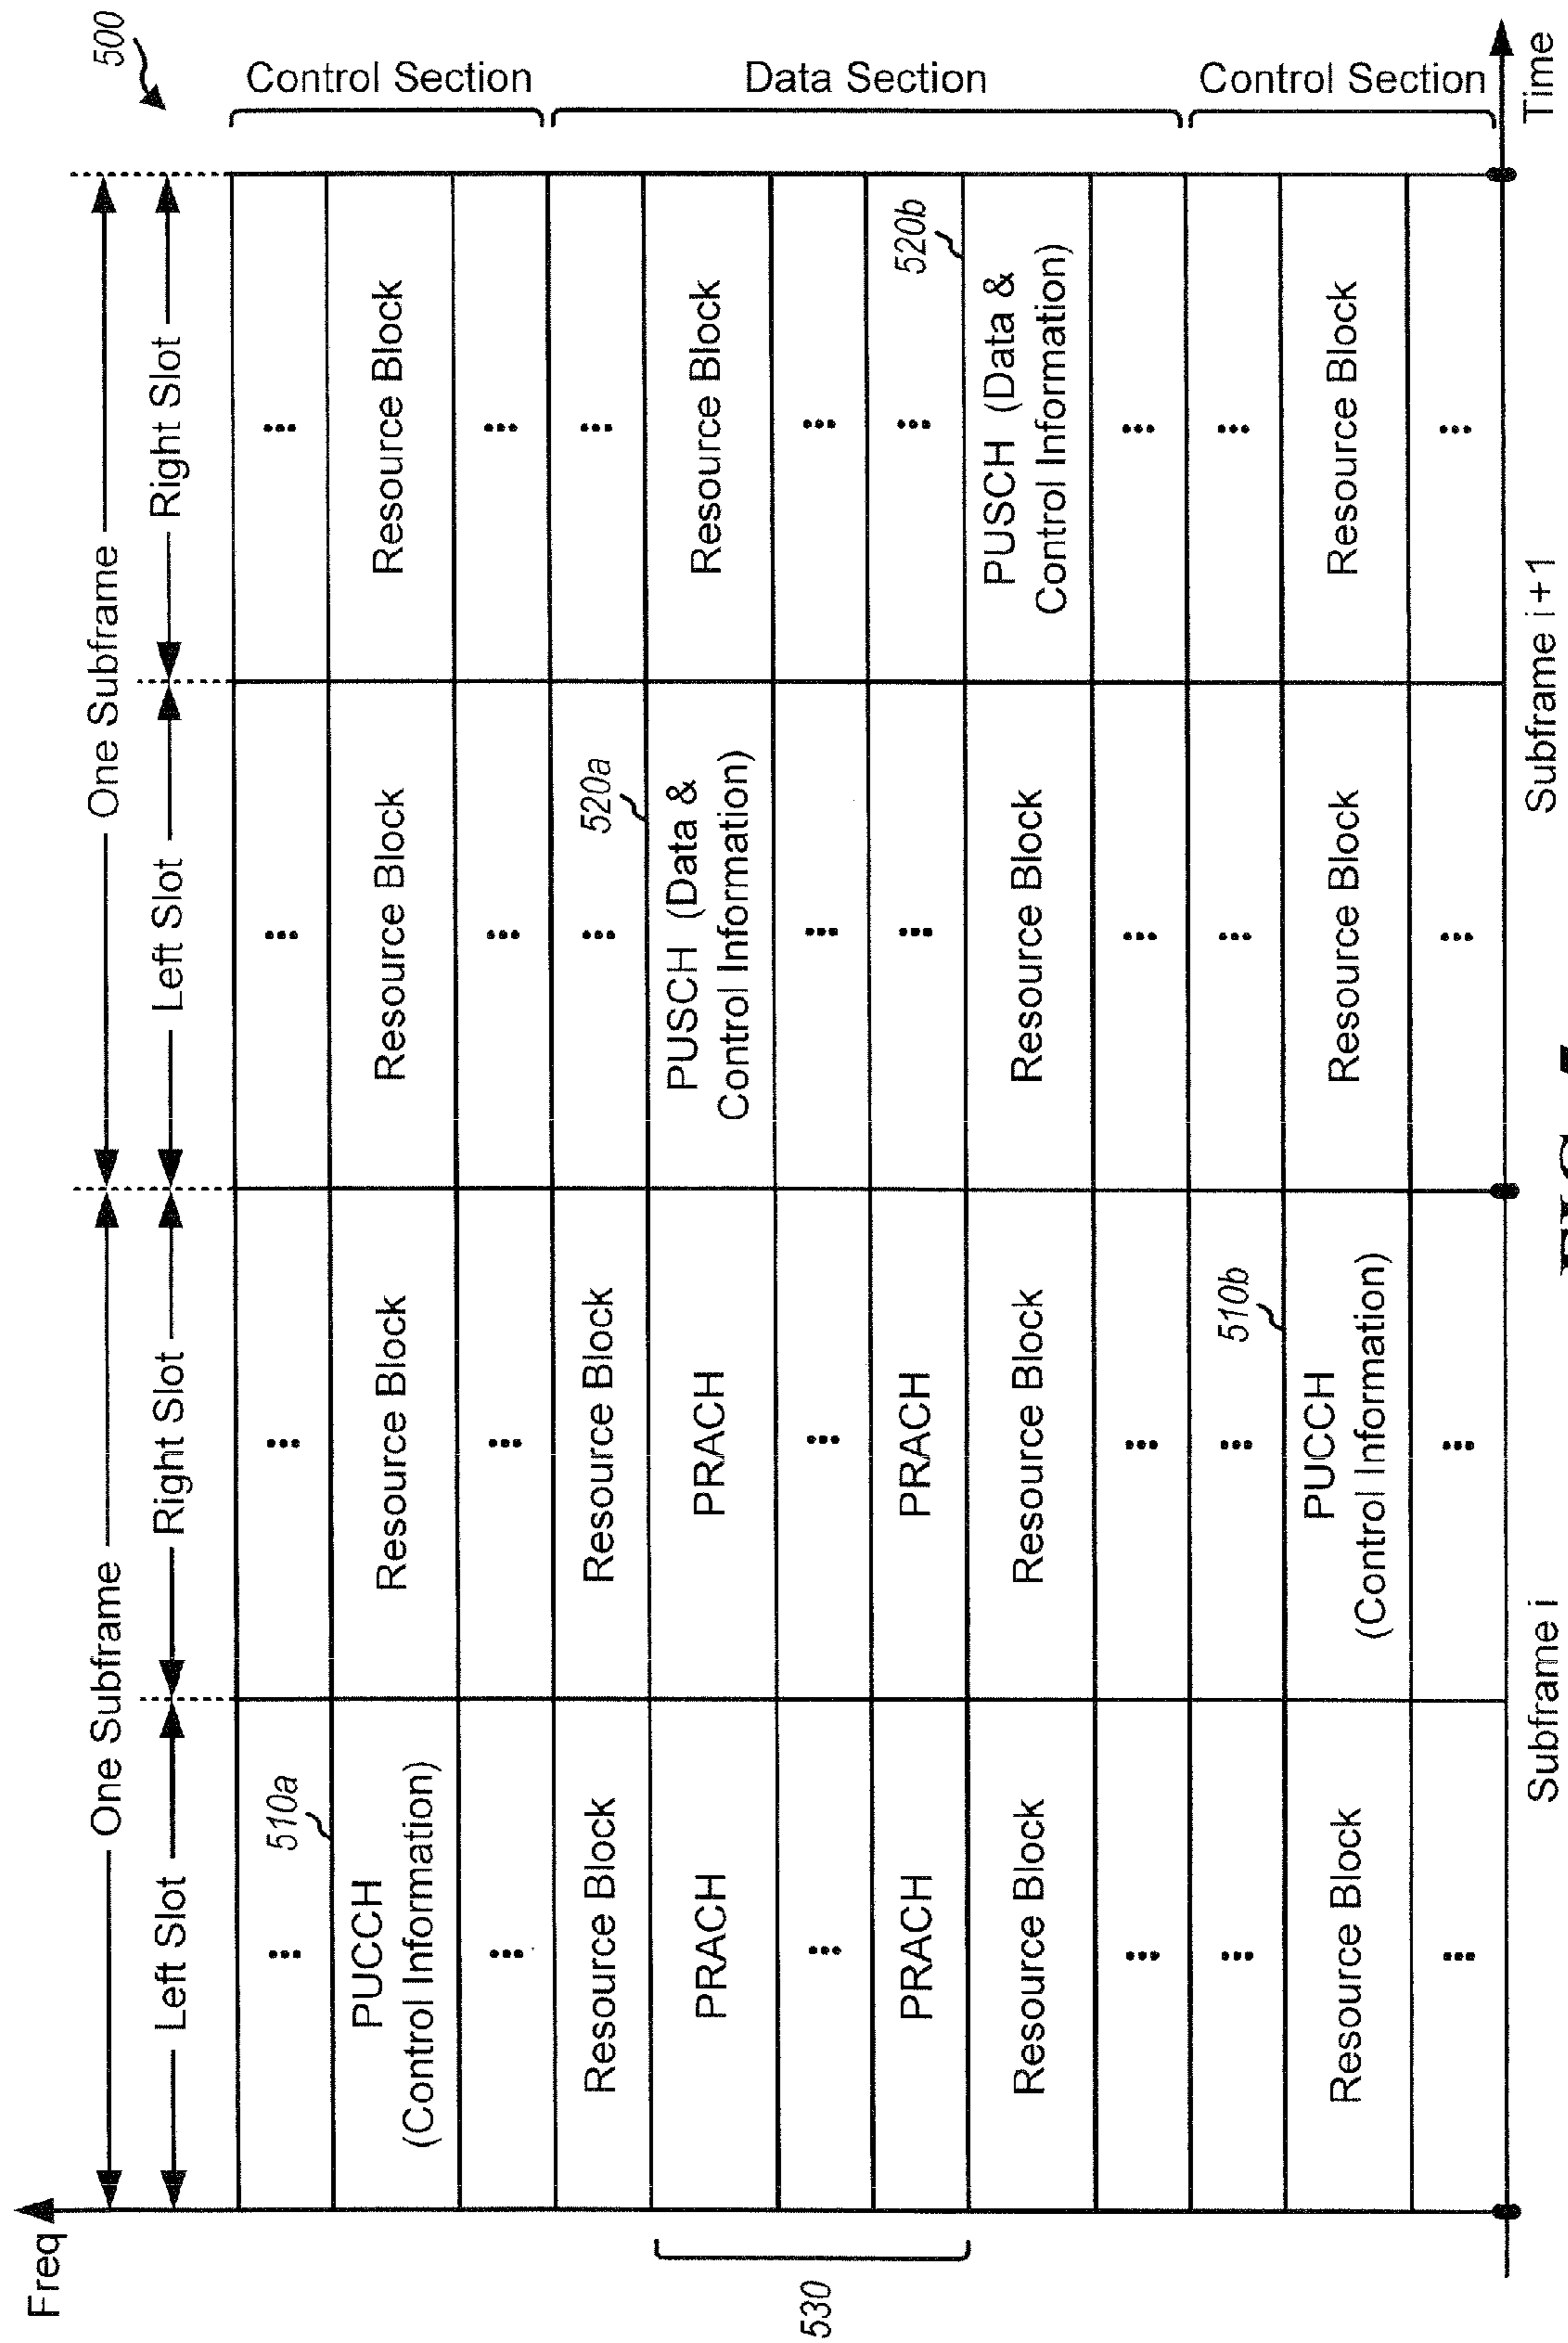 500
Freq
One Subframe
One Subframe
Left Slot
Right Slot
Left Slot
Right Slot
...
...
...
...
510a
PUCCH
(Control Information)
Resource Block
Resource Block
Resource Block
...
...
...
...
Control Section
Resource Block
Resource Block
...
...
520a
PRACH
PRACH
PUSCH (Data &
Control Information)
Resource Block
...
...
...
...
PRACH
PRACH
...
...
520b
Resource Block
Resource Block
Resource Block
PUSCH (Data &
Control Information)
...
...
...
...
530
Data Section
...
...
510b
...
...
Resource Block
PUCCH
(Control Information)
Resource Block
Resource Block
...
...
...
...
Control Section
Subframe i
Subframe i+1
Time